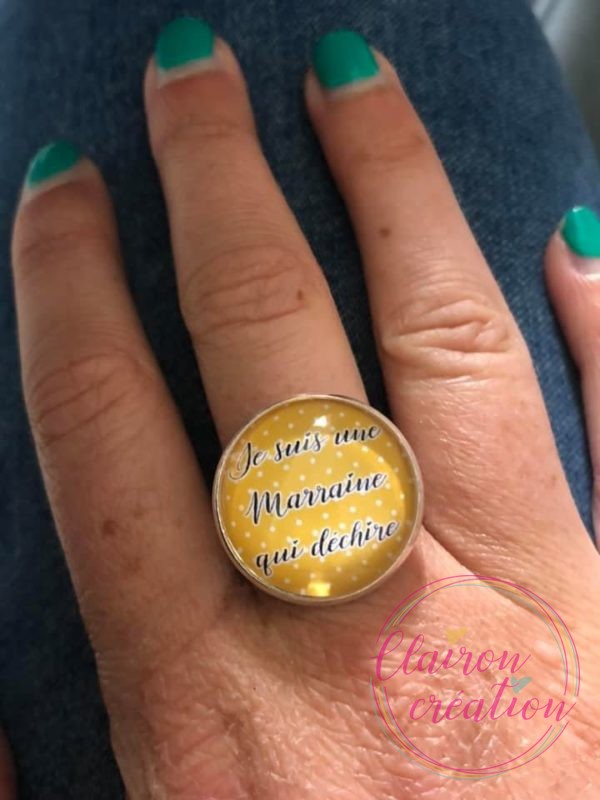 Je suis une
Marraine
qui déchire
Clairon
création